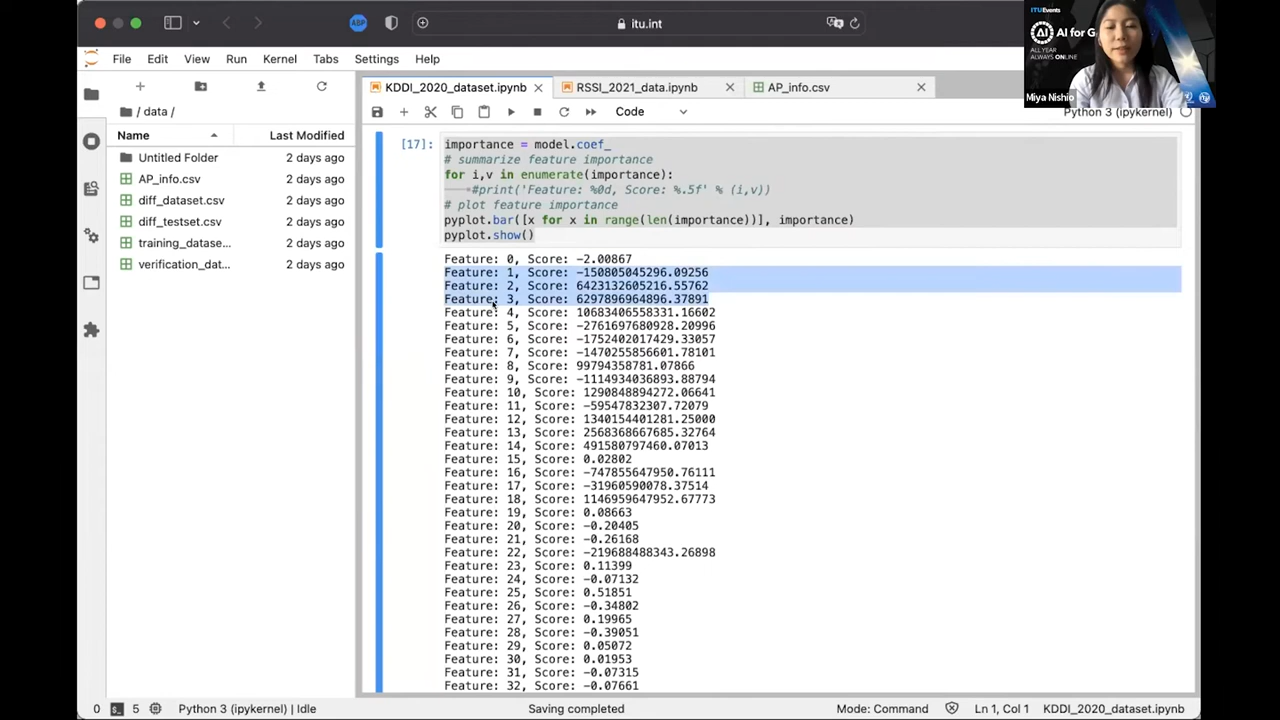 ABP
itu.int
ITUEvents
AI for G
ALL YEAR
ALWAYS ONLINE
Miya Nishio
File Edit View Run Kernel Tabs Settings Help
KDDI_2020_dataset.ipynb
RSSI_2021_data.ipynb
AP_info.csv
/ data /
Code
Python 3 (ipykernel)
Name Last Modified
Untitled Folder 2 days ago
AP_info.csv 2 days ago
diff_dataset.csv 2 days ago
diff_testset.csv 2 days ago
training_datase... 2 days ago
verification_dat... 2 days ago
[17]: importance = model.coef_
# summarize feature importance
for i,v in enumerate(importance):
#print('Feature: %0d, Score: %.5f' % (i,v))
# plot feature importance
pyplot.bar([x for x in range(len(importance))], importance)
pyplot.show()
Feature: 0, Score: -2.00867
Feature: 1, Score: -150805045296.09256
Feature: 2, Score: 6423132605216.55762
Feature: 3, Score: 6297896964896.37891
Feature: 4, Score: 10683406558331.16602
Feature: 5, Score: -2761697680928.20996
Feature: 6, Score: -1752402017429.33057
Feature: 7, Score: -1470255856601.78101
Feature: 8, Score: 99794358781.07866
Feature: 9, Score: -1114934036893.88794
Feature: 10, Score: 1290848894272.06641
Feature: 11, Score: -59547832307.72079
Feature: 12, Score: 1340154401281.25000
Feature: 13, Score: 2568368667685.32764
Feature: 14, Score: 491580797460.07013
Feature: 15, Score: 0.02802
Feature: 16, Score: -747855647950.76111
Feature: 17, Score: -31960590078.37514
Feature: 18, Score: 1146959647952.67773
Feature: 19, Score: 0.08663
Feature: 20, Score: -0.20405
Feature: 21, Score: -0.26168
Feature: 22, Score: -219688488343.26898
Feature: 23, Score: 0.11399
Feature: 24, Score: -0.07132
Feature: 25, Score: 0.51851
Feature: 26, Score: -0.34802
Feature: 27, Score: 0.19965
Feature: 28, Score: -0.39051
Feature: 29, Score: 0.05072
Feature: 30, Score: 0.01953
Feature: 31, Score: -0.07315
Feature: 32, Score: -0.07661
0 5 Python 3 (ipykernel) | Idle Saving completed Mode: Command Ln 1, Col 1 KDDI_2020_dataset.ipynb